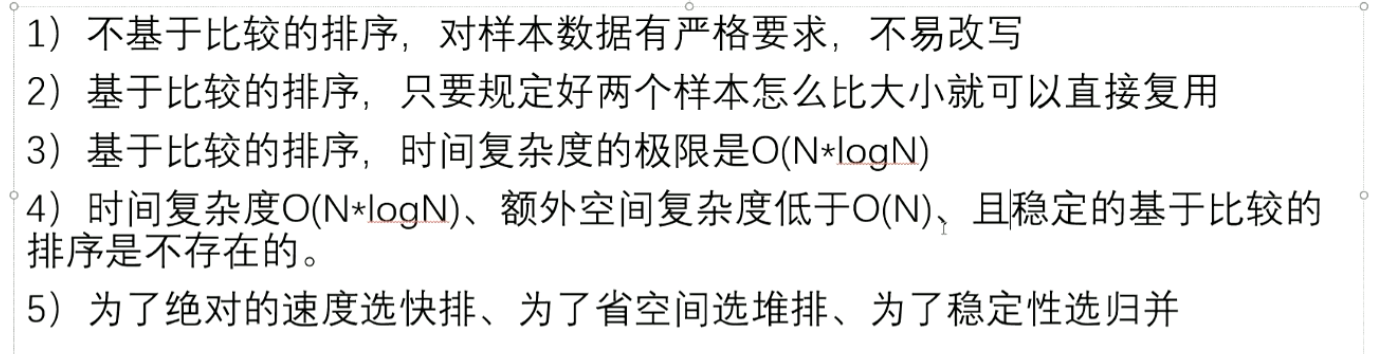 1）不基于比较的排序，对样本数据有严格要求，不易改写
2）基于比较的排序，只要规定好两个样本怎么比大小就可以直接复用
3）基于比较的排序，时间复杂度的极限是O(N*logN)
4）时间复杂度O(N*logN)、额外空间复杂度低于O(N)、且稳定的基于比较的
排序是不存在的。
5）为了绝对的速度选快排、为了省空间选堆排、为了稳定性选归并